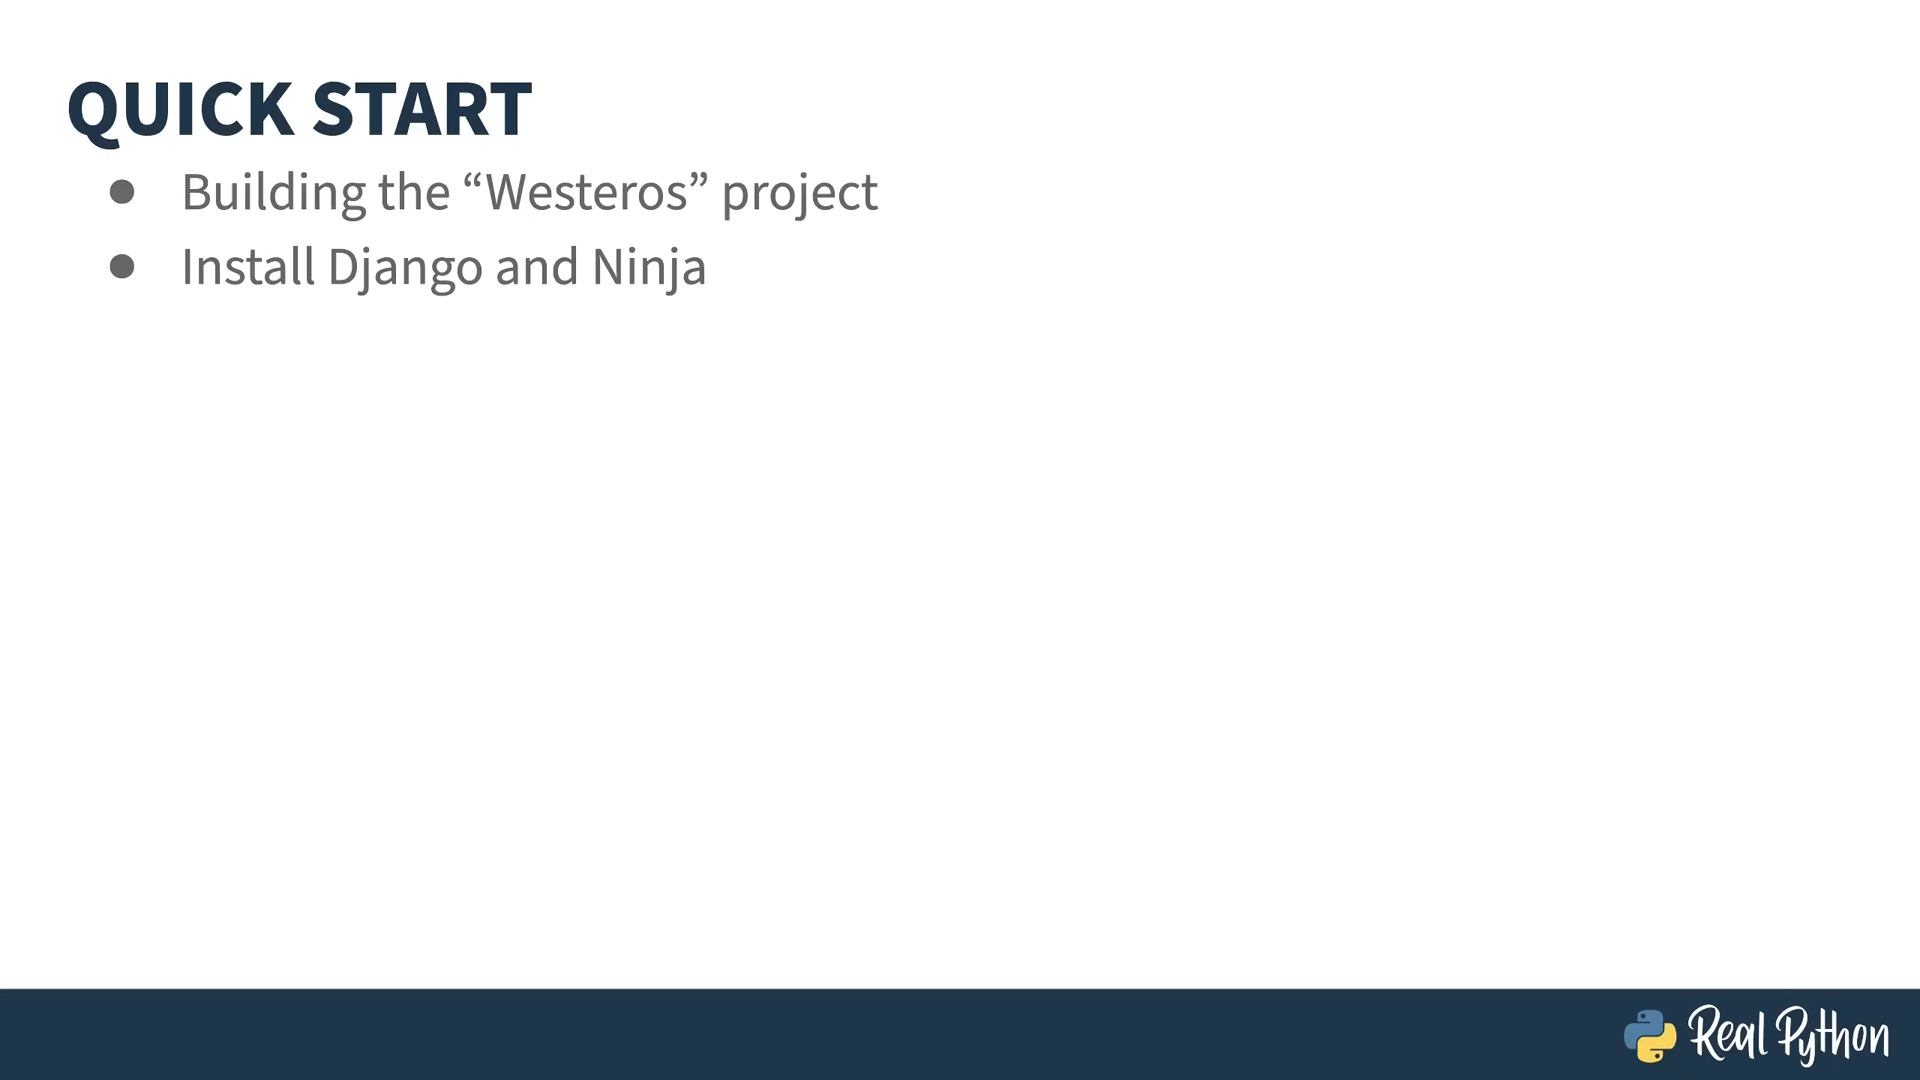 QUICK START
● Building the “Westeros” project
● Install Django and Ninja
Real Python